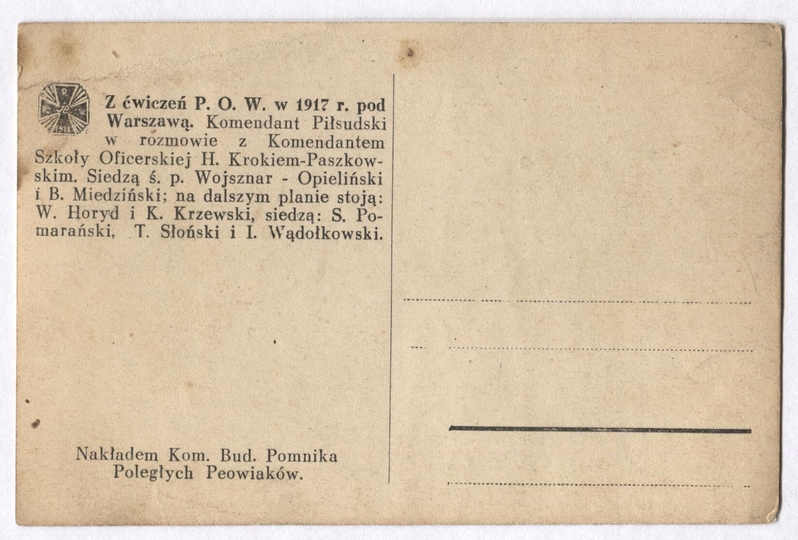 Z ćwiczeń P. O. W. w 1917 r. pod
Warszawą. Komendant Piłsudski
w rozmowie z Komendantem
Szkoły Oficerskiej H. Krokiem-Paszkow-
skim. Siedzą ś. p. Wojsznar - Opieliński
i B. Miedziński; na dalszym planie stoją:
W. Horyd i K. Krzewski, siedzą: S. Po-
marański, T. Słoński i I. Wądołkowski.
Nakładem Kom. Bud. Pomnika
Poległych Peowiaków.